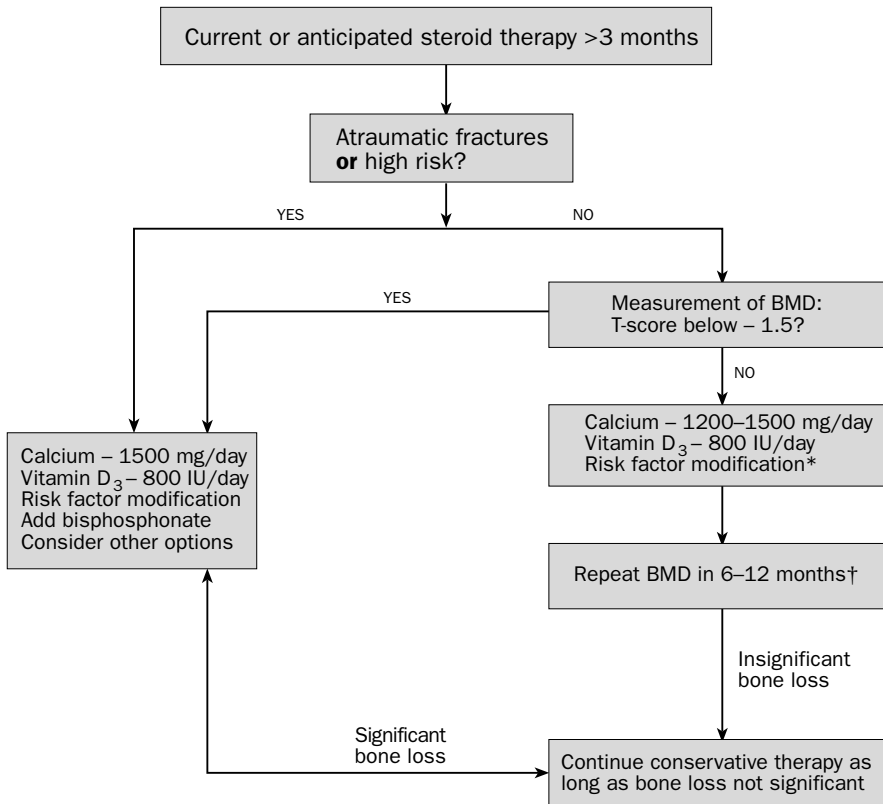 Current or anticipated steroid therapy >3 months
Atraumatic fractures
or high risk?
YES
NO
Measurement of BMD:
T-score below – 1.5?
YES
NO
Calcium – 1200–1500 mg/day
Vitamin D3 – 800 IU/day
Risk factor modification*
Calcium – 1500 mg/day
Vitamin D3 – 800 IU/day
Risk factor modification
Add bisphosphonate
Consider other options
Repeat BMD in 6–12 months†
Insignificant
bone loss
Significant
bone loss
Continue conservative therapy as
long as bone loss not significant